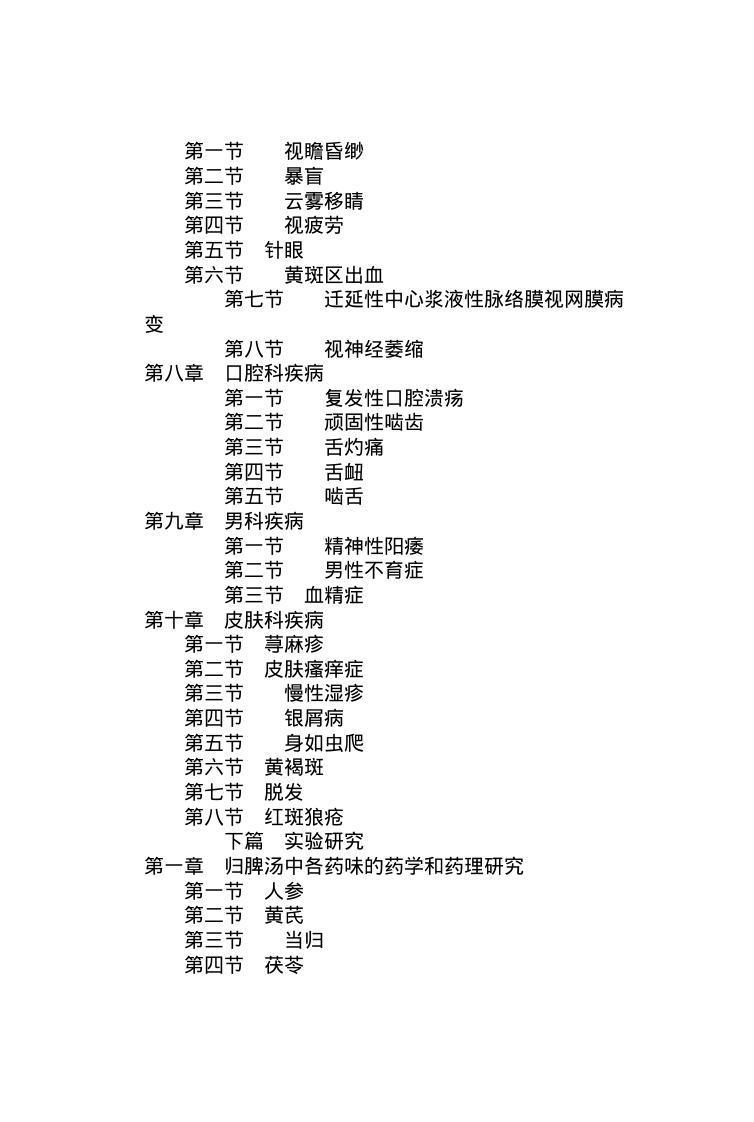 第一节　　视瞻昏缈
第二节　　暴盲
第三节　　云雾移睛
第四节　　视疲劳
第五节　针眼
第六节　　黄斑区出血
第七节　　迁延性中心浆液性脉络膜视网膜病
变
第八节　　视神经萎缩
第八章　口腔科疾病
第一节　　复发性口腔溃疡
第二节　　顽固性啮齿
第三节　　舌灼痛
第四节　　舌衄
第五节　　啮舌
第九章　男科疾病
第一节　　精神性阳痿
第二节　　男性不育症
第三节　血精症
第十章　皮肤科疾病
第一节　荨麻疹
第二节　皮肤瘙痒症
第三节　　慢性湿疹
第四节　　银屑病
第五节　　身如虫爬
第六节　黄褐斑
第七节　脱发
第八节　红斑狼疮
下篇　实验研究
第一章　归脾汤中各药味的药学和药理研究
第一节　人参
第二节　黄芪
第三节　　当归
第四节　茯苓